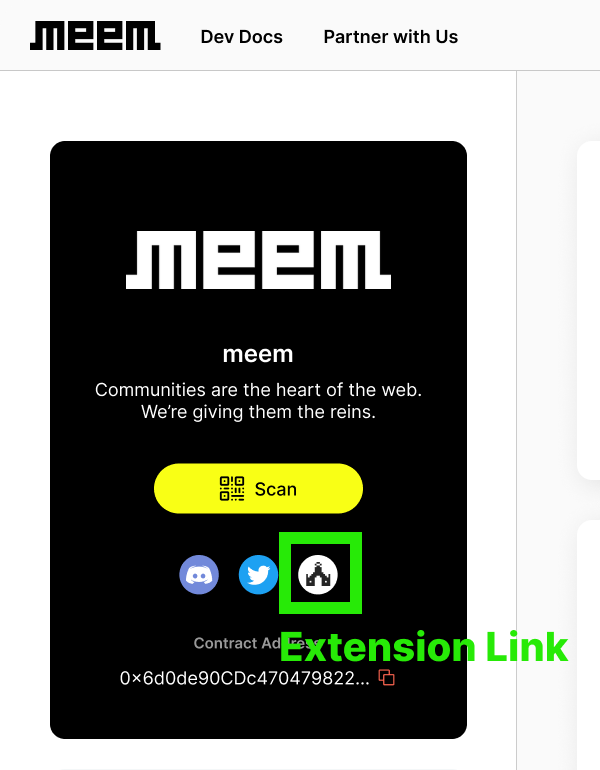 meem
Dev Docs
Partner with Us
meem
meem
Communities are the heart of the web.
We’re giving them the reins.
Scan
Contract Address
Extension Link
0x6d0de90CDc470479822...